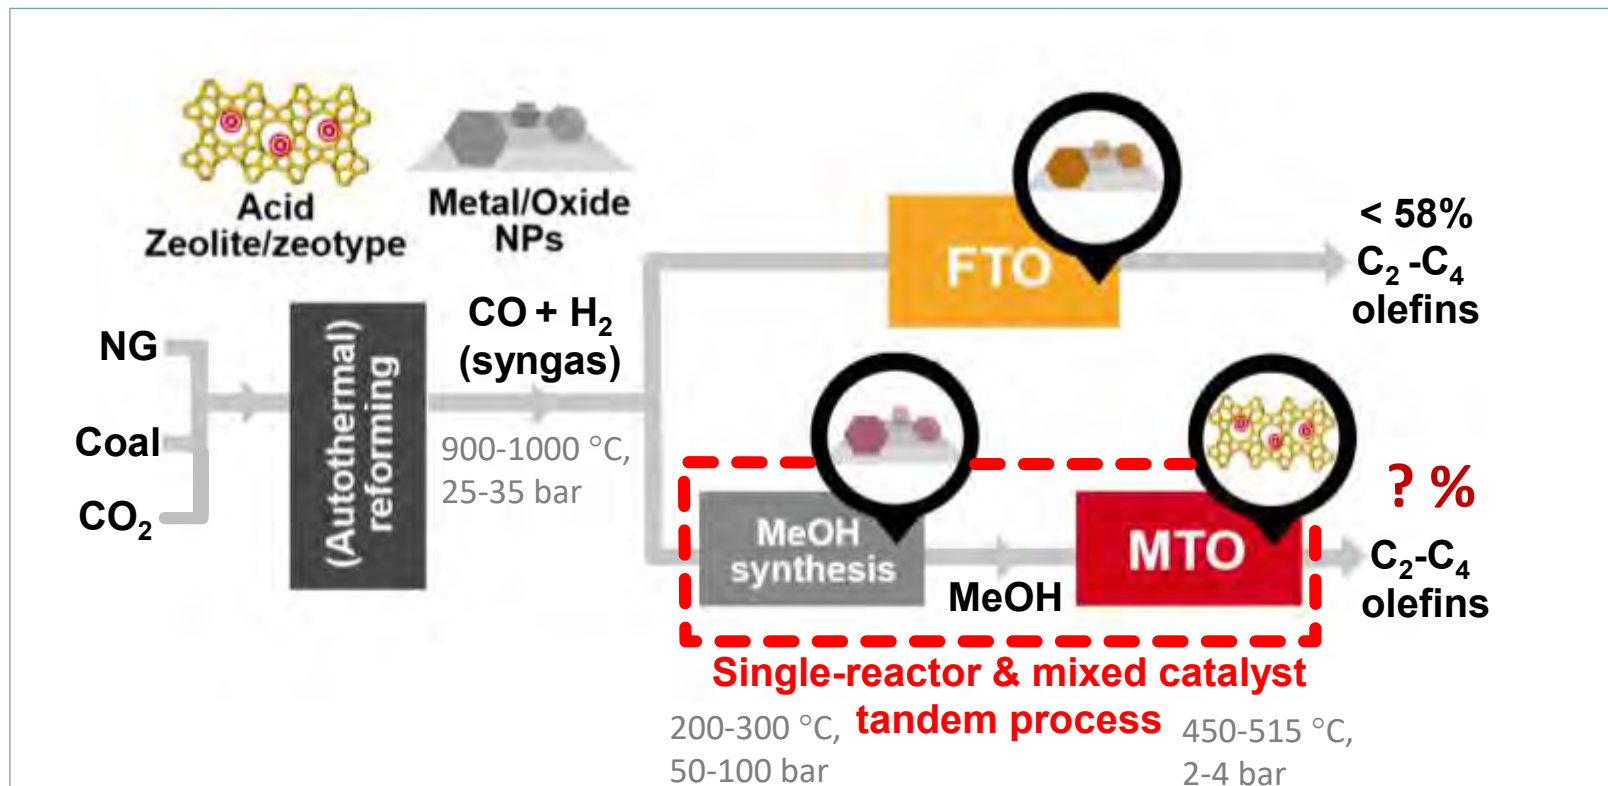 Acid
Zeolite/zeotype
Metal/Oxide
NPs
NG
Coal
CO₂
(Autothermal)
reforming
CO + H₂
(syngas)
900-1000 °C,
25-35 bar
FTO
< 58%
C₂ -C₄
olefins
MeOH
synthesis
MeOH
MTO
? %
C₂-C₄
olefins
Single-reactor & mixed catalyst
tandem process
200-300 °C,
50-100 bar
450-515 °C,
2-4 bar